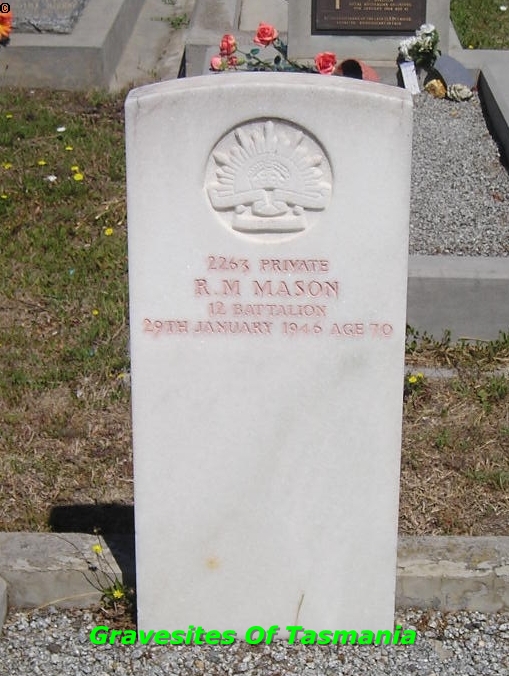 2263 PRIVATE
R.M MASON
12 BATTALION
29TH JANUARY 1946 AGE 70
Gravesites Of Tasmania